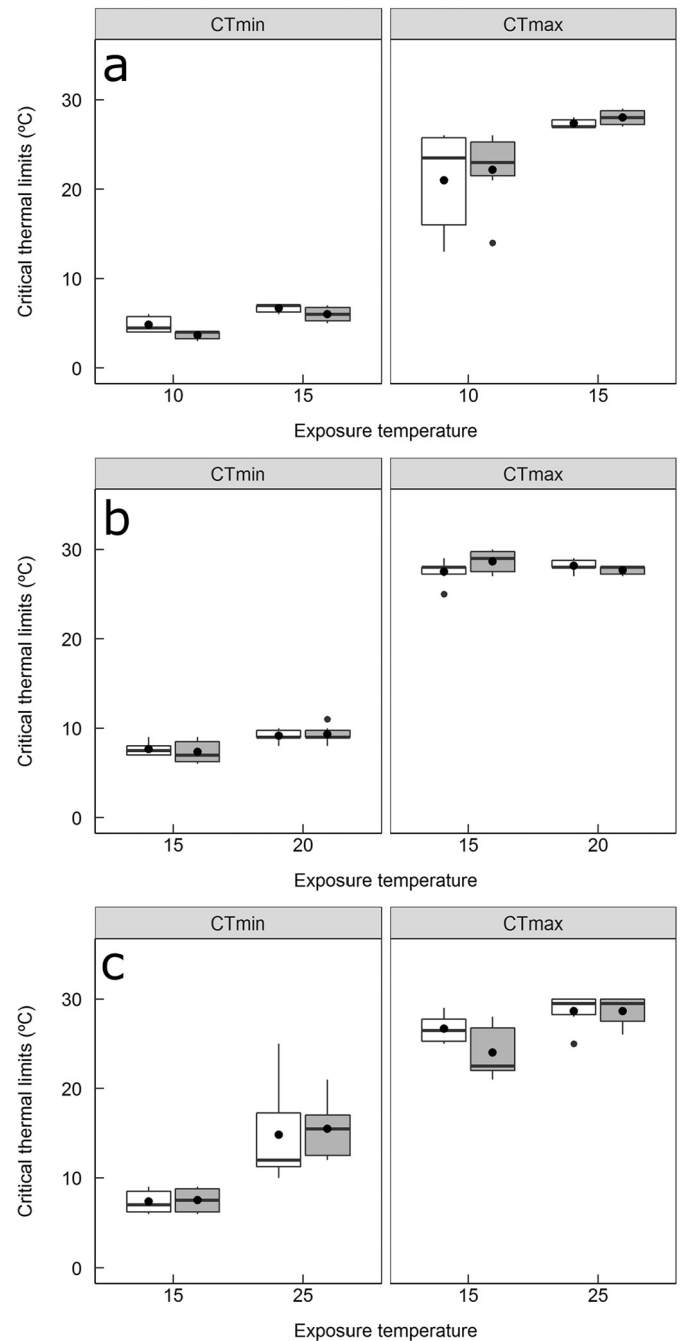 CTmin CTmax
a
30
20
10
0
Critical thermal limits (ºC)
10 15 10 15
Exposure temperature
CTmin CTmax
b
30
20
10
0
Critical thermal limits (ºC)
15 20 15 20
Exposure temperature
CTmin CTmax
c
30
20
10
0
Critical thermal limits (ºC)
15 25 15 25
Exposure temperature